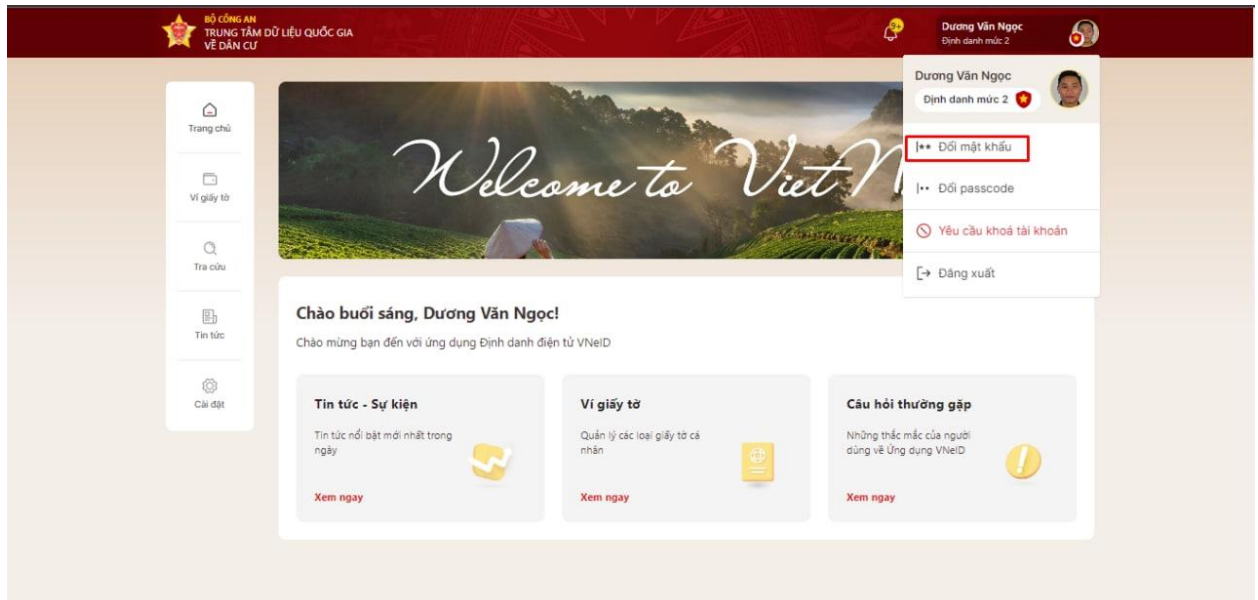 BỘ CÔNG AN
TRUNG TÂM DỮ LIỆU QUỐC GIA
VỀ DÂN CƯ
9+
Dương Văn Ngọc
Định danh mức 2
Dương Văn Ngọc
Định danh mức 2
Đổi mật khẩu
Đổi passcode
Yêu cầu khoá tài khoản
Đăng xuất
Trang chủ
Ví giấy tờ
Tra cứu
Tin tức
Cài đặt
Welcome to Viet
Chào buổi sáng, Dương Văn Ngọc!
Chào mừng bạn đến với ứng dụng Định danh điện tử VNeID
Tin tức - Sự kiện
Tin tức nổi bật mới nhất trong
ngày
Xem ngay
Ví giấy tờ
Quản lý các loại giấy tờ cá
nhân
Xem ngay
Câu hỏi thường gặp
Những thắc mắc của người
dùng về Ứng dụng VNeID
Xem ngay